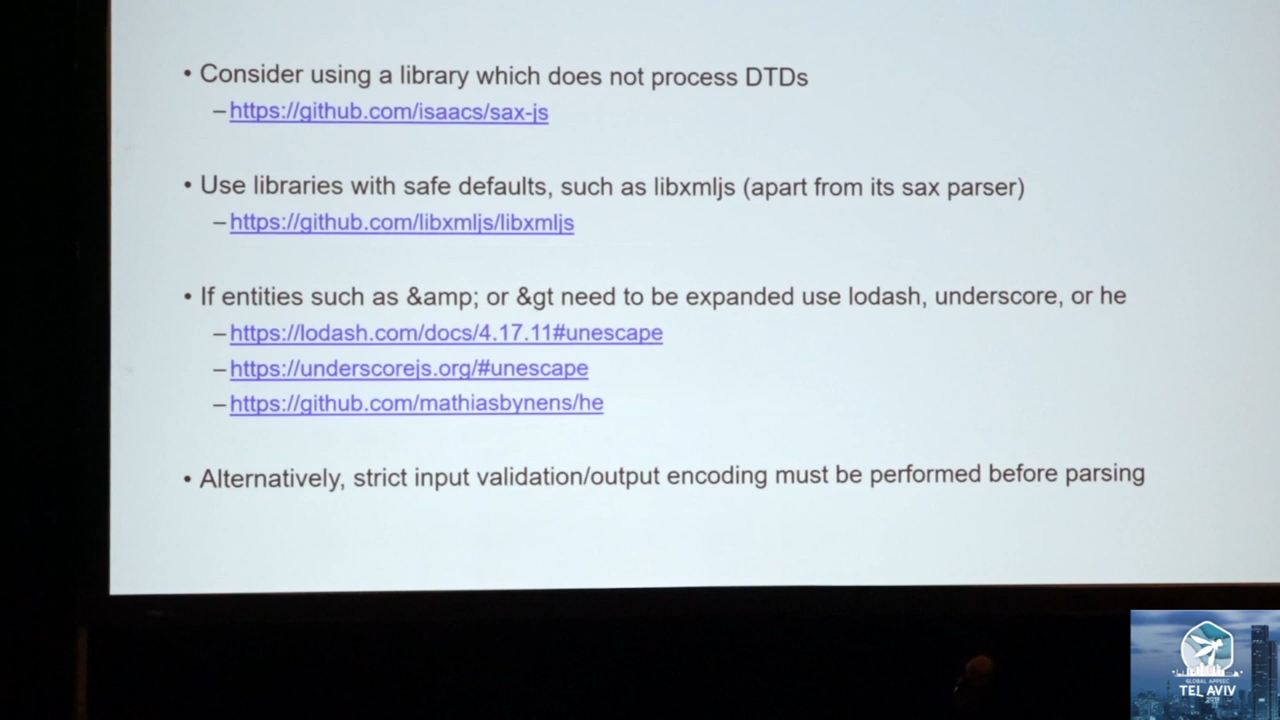 • Consider using a library which does not process DTDs
–https://github.com/isaacs/sax-js
• Use libraries with safe defaults, such as libxmljs (apart from its sax parser)
–https://github.com/libxmljs/libxmljs
• If entities such as &amp; or &gt need to be expanded use lodash, underscore, or he
–https://lodash.com/docs/4.17.11#unescape
–https://underscorejs.org/#unescape
–https://github.com/mathiasbynens/he
• Alternatively, strict input validation/output encoding must be performed before parsing
GLOBAL APPSEC
TEL AVIV